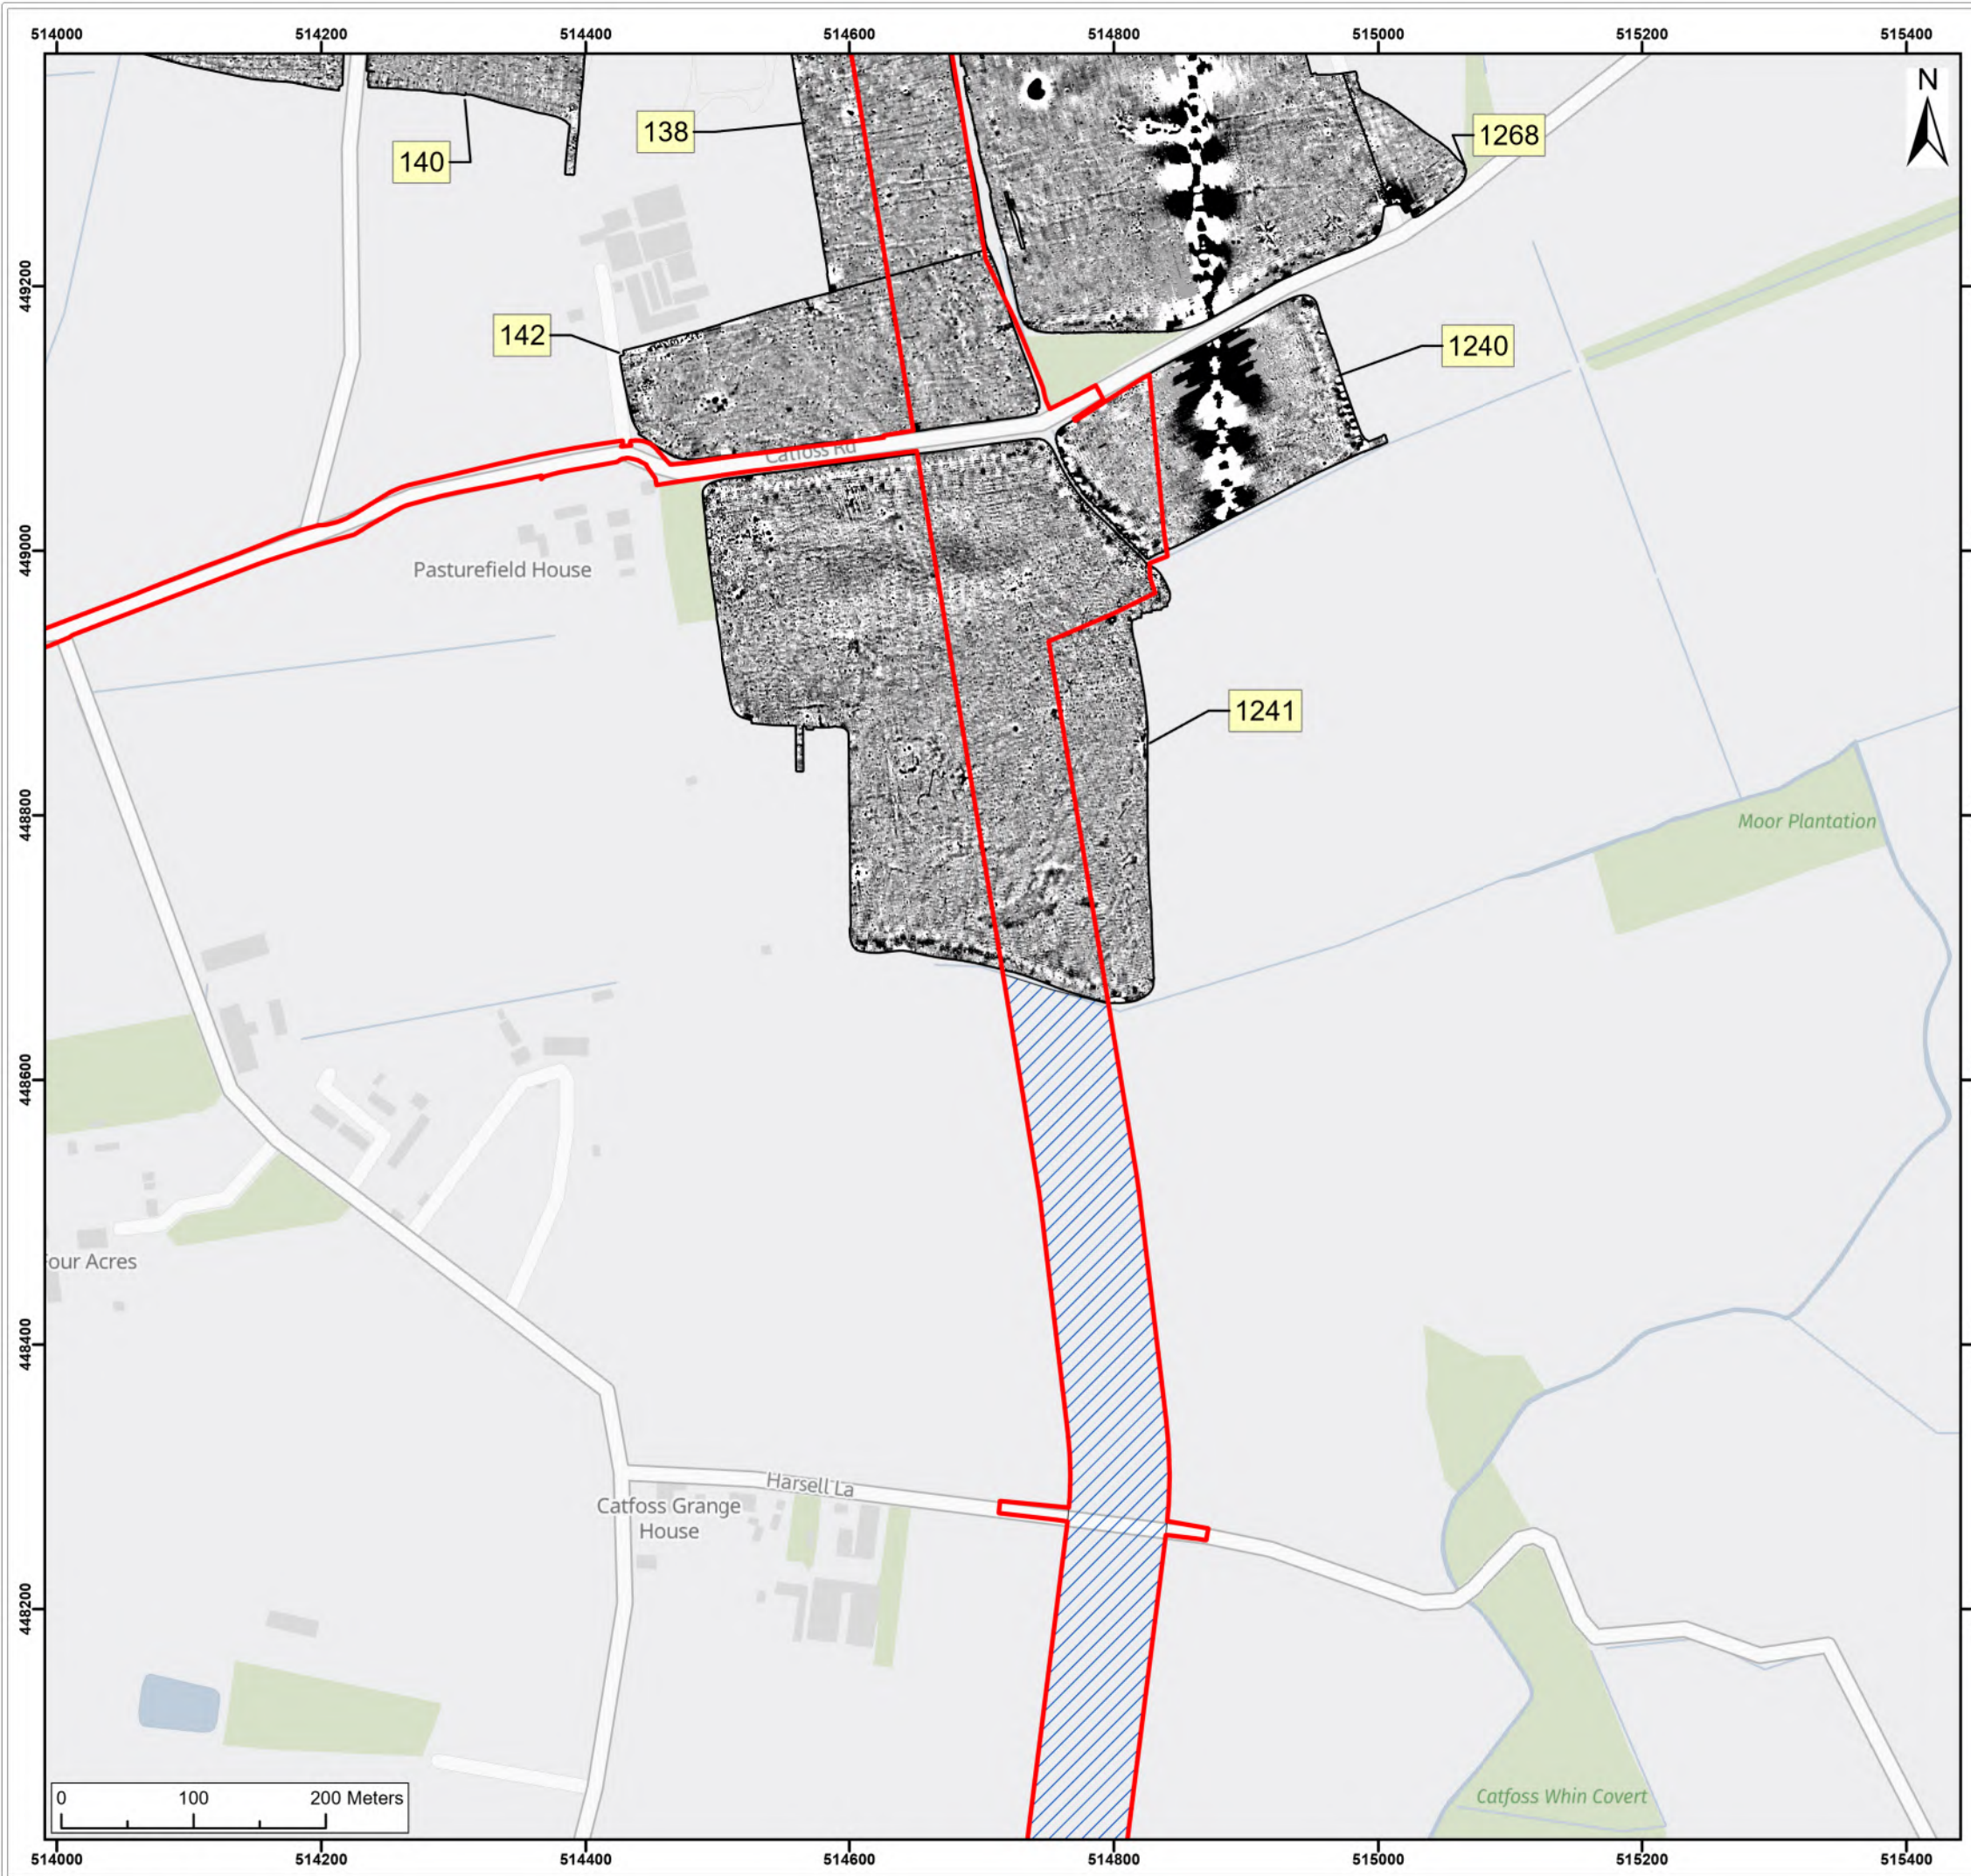 514000 514200 514400 514600 514800 515000 515200 515400
N
138
1268
140
449200
142
1240
Catfoss Rd
449000
Pasturefield House
1241
448800
Moor Plantation
448600
our Acres
448400
Harsell La
Catfoss Grange
House
448200
Catfoss Whin Covert
0 100 200 Meters
514000 514200 514400 514600 514800 515000 515200 515400